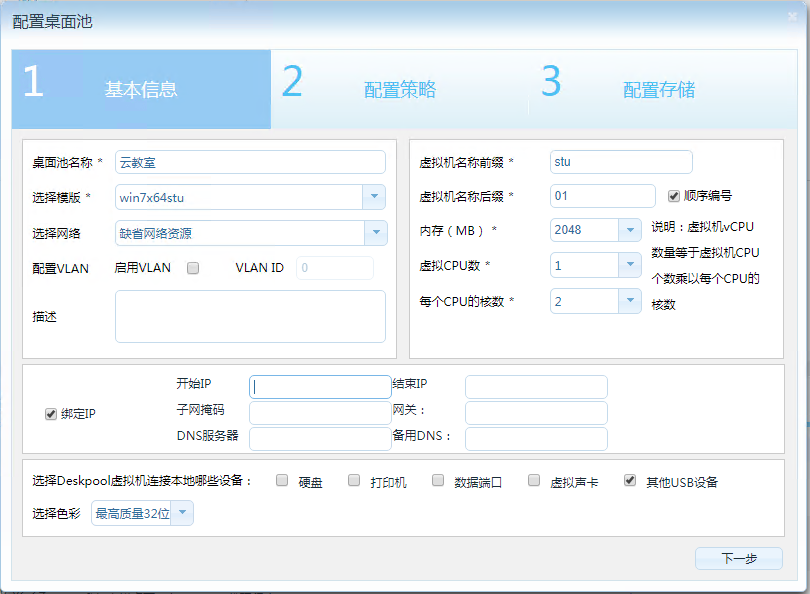 配置桌面池
1 基本信息
2 配置策略
3 配置存储
桌面池名称 * 云教室
选择模版 * win7x64stu
选择网络 缺省网络资源
配置VLAN 启用VLAN VLAN ID 0
描述
虚拟机名称前缀 * stu
虚拟机名称后缀 * 01 顺序编号
内存（MB） * 2048
虚拟CPU数 * 1
每个CPU的核数 * 2
说明：虚拟机vCPU
数量等于虚拟机CPU
个数乘以每个CPU的
核数
绑定IP
开始IP 结束IP
子网掩码 网关：
DNS服务器 备用DNS：
选择Deskpool虚拟机连接本地哪些设备： 硬盘 打印机 数据端口 虚拟声卡 其他USB设备
选择色彩 最高质量32位
下一步